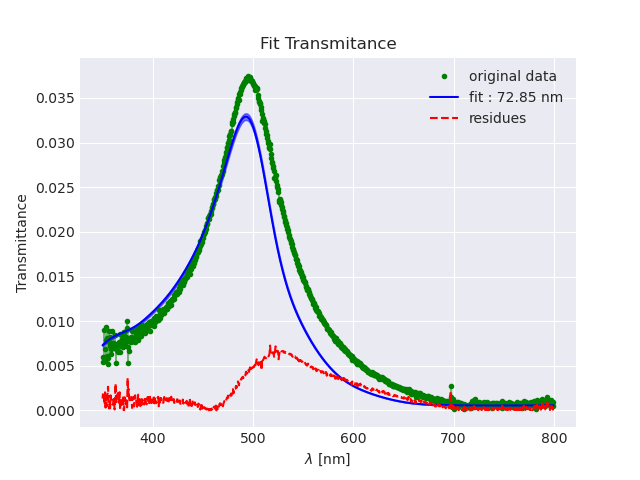 Fit Transmitance
original data
fit : 72.85 nm
residues
Transmittance
0.035
0.030
0.025
0.020
0.015
0.010
0.005
0.000
400 500 600 700 800
λ [nm]